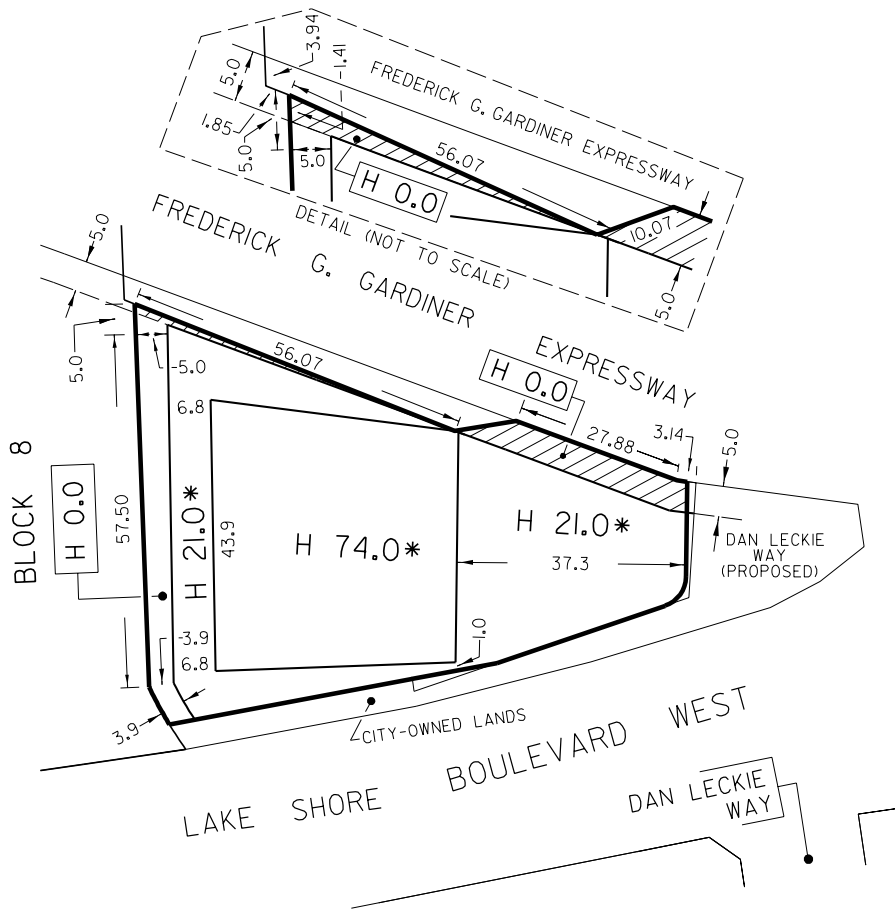 3.94
1.41
5.0
1.85
5.0
5.0
FREDERICK G. GARDINER EXPRESSWAY
56.07
H 0.0
10.07
5.0
DETAIL (NOT TO SCALE)
FREDERICK G. GARDINER EXPRESSWAY
5.0
5.0
56.07
-5.0
6.8
H 0.0
27.88
3.14
5.0
BLOCK 8
H 0.0
57.50
H 21.0*
43.9
H 74.0*
H 21.0*
37.3
DAN LECKIE
WAY
(PROPOSED)
-3.9
6.8
1.0
3.9
CITY-OWNED LANDS
LAKE SHORE BOULEVARD WEST
DAN LECKIE
WAY